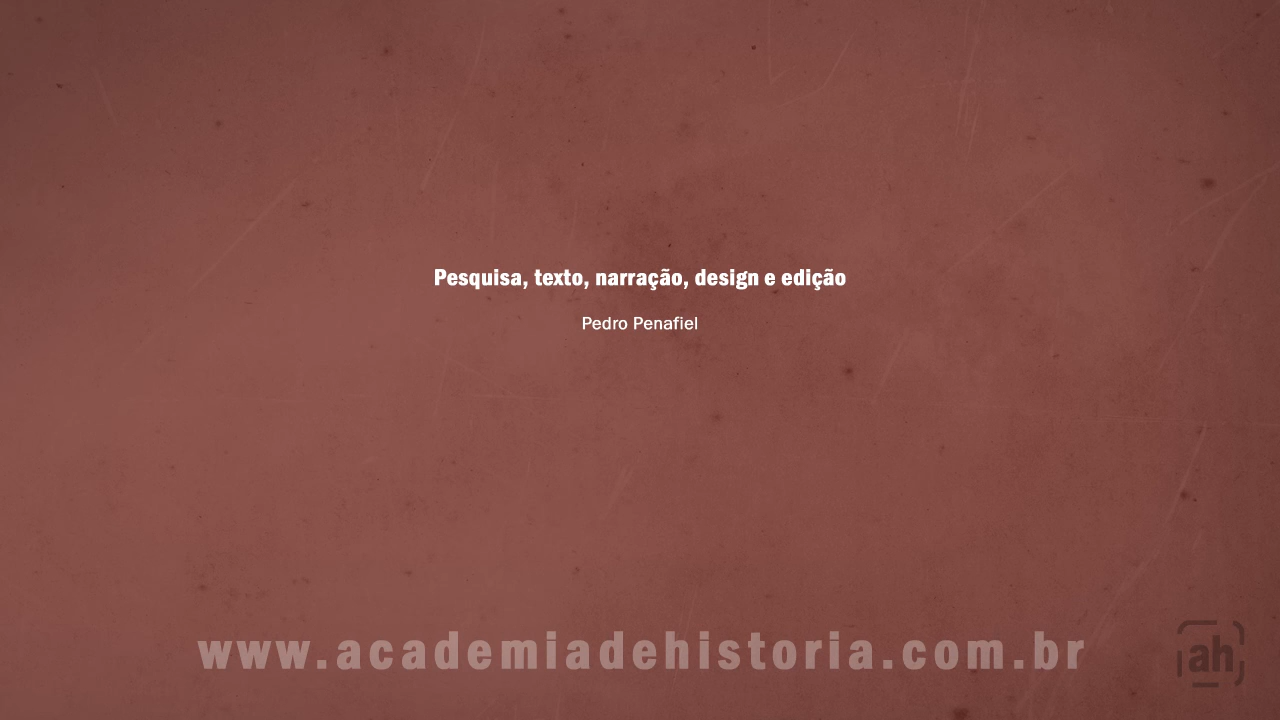 Pesquisa, texto, narração, design e edição
Pedro Penafiel
www.academiadehistoria.com.br
ah